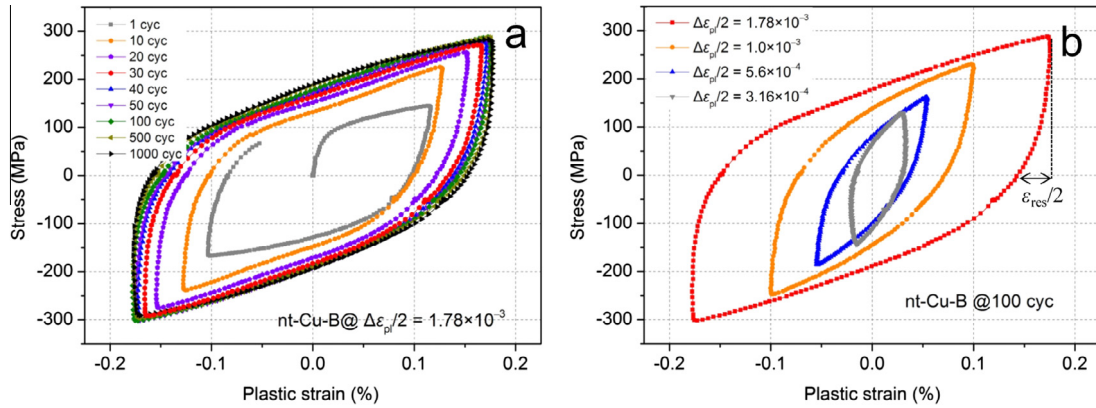 a
1 cyc
10 cyc
20 cyc
30 cyc
40 cyc
50 cyc
100 cyc
500 cyc
1000 cyc
300
200
100
0
-100
-200
-300
Stress (MPa)
nt-Cu-B@ Δε_pl/2 = 1.78×10⁻³
-0.2
-0.1
0.0
0.1
0.2
Plastic strain (%)
b
Δε_pl/2 = 1.78×10⁻³
Δε_pl/2 = 1.0×10⁻³
Δε_pl/2 = 5.6×10⁻⁴
Δε_pl/2 = 3.16×10⁻⁴
300
200
100
0
-100
-200
-300
Stress (MPa)
ε_res/2
nt-Cu-B @100 cyc
-0.2
-0.1
0.0
0.1
0.2
Plastic strain (%)